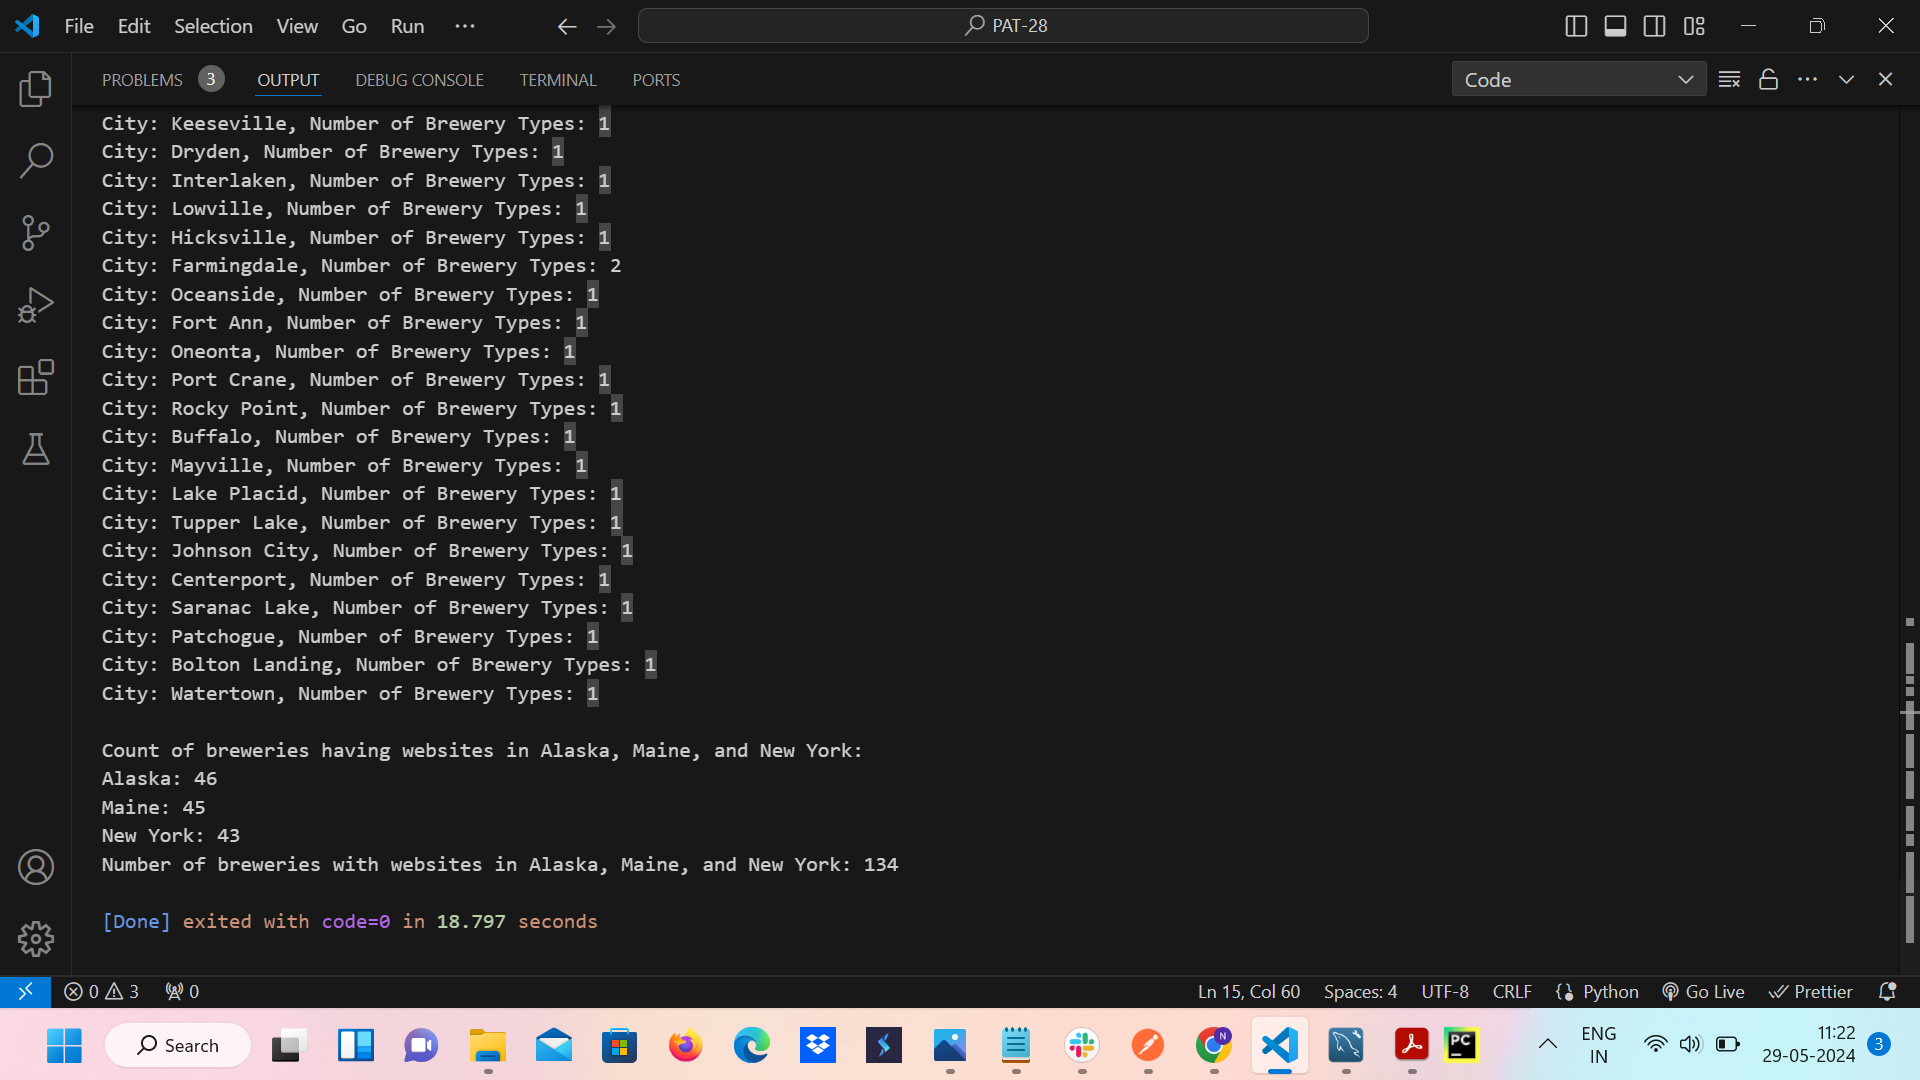 File Edit Selection View Go Run ···
PAT-28
PROBLEMS 3 OUTPUT DEBUG CONSOLE TERMINAL PORTS
Code
City: Keeseville, Number of Brewery Types: 1
City: Dryden, Number of Brewery Types: 1
City: Interlaken, Number of Brewery Types: 1
City: Lowville, Number of Brewery Types: 1
City: Hicksville, Number of Brewery Types: 1
City: Farmingdale, Number of Brewery Types: 2
City: Oceanside, Number of Brewery Types: 1
City: Fort Ann, Number of Brewery Types: 1
City: Oneonta, Number of Brewery Types: 1
City: Port Crane, Number of Brewery Types: 1
City: Rocky Point, Number of Brewery Types: 1
City: Buffalo, Number of Brewery Types: 1
City: Mayville, Number of Brewery Types: 1
City: Lake Placid, Number of Brewery Types: 1
City: Tupper Lake, Number of Brewery Types: 1
City: Johnson City, Number of Brewery Types: 1
City: Centerport, Number of Brewery Types: 1
City: Saranac Lake, Number of Brewery Types: 1
City: Patchogue, Number of Brewery Types: 1
City: Bolton Landing, Number of Brewery Types: 1
City: Watertown, Number of Brewery Types: 1
Count of breweries having websites in Alaska, Maine, and New York:
Alaska: 46
Maine: 45
New York: 43
Number of breweries with websites in Alaska, Maine, and New York: 134
[Done] exited with code=0 in 18.797 seconds
0 3 0
Ln 15, Col 60 Spaces: 4 UTF-8 CRLF Python Go Live Prettier
Search
N
PC
ENG
IN
11:22
29-05-2024
3